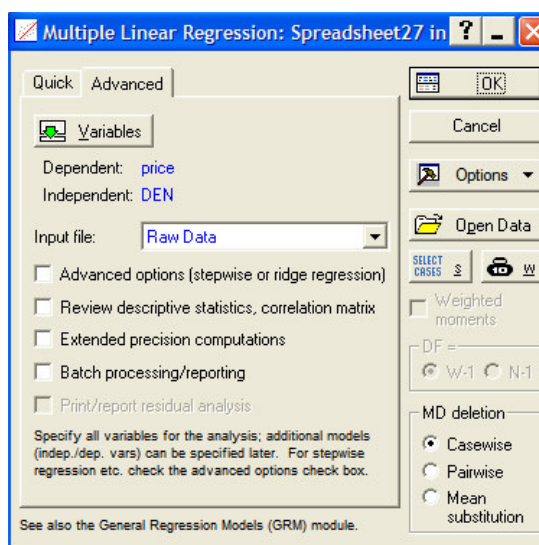 Multiple Linear Regression: Spreadsheet27 in
?
Quick
Advanced
Variables
Dependent: price
Independent: DEN
Input file: Raw Data
Advanced options (stepwise or ridge regression)
Review descriptive statistics, correlation matrix
Extended precision computations
Batch processing/reporting
Print/report residual analysis
Specify all variables for the analysis; additional models
(indep./dep. vars) can be specified later. For stepwise
regression etc. check the advanced options check box.
See also the General Regression Models (GRM) module.
OK
Cancel
Options
Open Data
SELECT
CASES S
W
Weighted
moments
DF =
W-1 N-1
MD deletion
Casewise
Pairwise
Mean
substitution